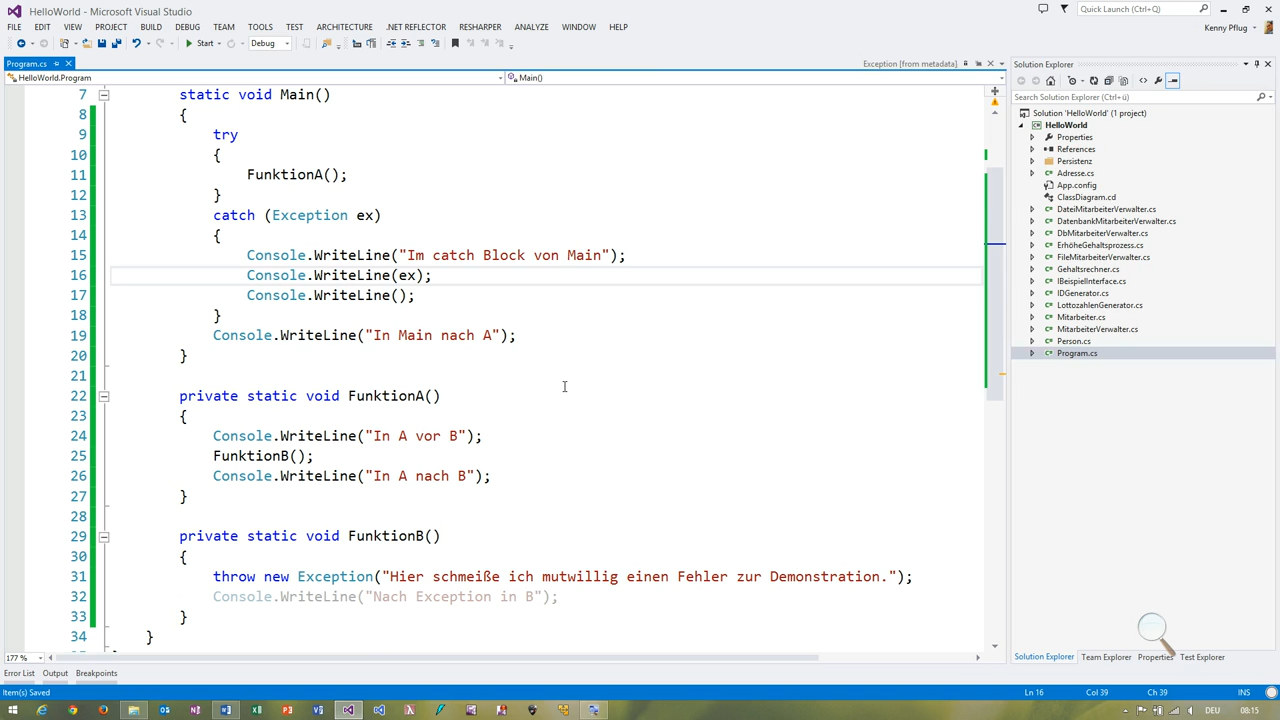 HelloWorld - Microsoft Visual Studio
Quick Launch (Ctrl+Q)
FILE EDIT VIEW PROJECT BUILD DEBUG TEAM TOOLS TEST ARCHITECTURE .NET REFLECTOR RESHARPER ANALYZE WINDOW HELP
Kenny Pflug
Start Debug
Program.cs
Exception [from metadata]
Solution Explorer
HelloWorld.Program
Main()
Search Solution Explorer (Ctrl+ü)
7 static void Main()
8 {
9 try
10 {
11 FunktionA();
12 }
13 catch (Exception ex)
14 {
15 Console.WriteLine("Im catch Block von Main");
16 Console.WriteLine(ex);
17 Console.WriteLine();
18 }
19 Console.WriteLine("In Main nach A");
20 }
21
22 private static void FunktionA()
23 {
24 Console.WriteLine("In A vor B");
25 FunktionB();
26 Console.WriteLine("In A nach B");
27 }
28
29 private static void FunktionB()
30 {
31 throw new Exception("Hier schmeiße ich mutwillig einen Fehler zur Demonstration.");
32 Console.WriteLine("Nach Exception in B");
33 }
34 }
Solution 'HelloWorld' (1 project)
HelloWorld
Properties
References
Persistenz
Adresse.cs
App.config
ClassDiagram.cd
DateiMitarbeiterVerwalter.cs
DatenbankMitarbeiterVerwalter.cs
DbMitarbeiterVerwalter.cs
ErhöheGehaltsprozess.cs
FileMitarbeiterVerwalter.cs
Gehaltsrechner.cs
IBeispielInterface.cs
IDGenerator.cs
LottozahlenGenerator.cs
Mitarbeiter.cs
MitarbeiterVerwalter.cs
Person.cs
Program.cs
177 %
Solution Explorer Team Explorer Properties Test Explorer
Error List Output Breakpoints
Item(s) Saved
Ln 16 Col 39 Ch 39 INS
DEU 08:15